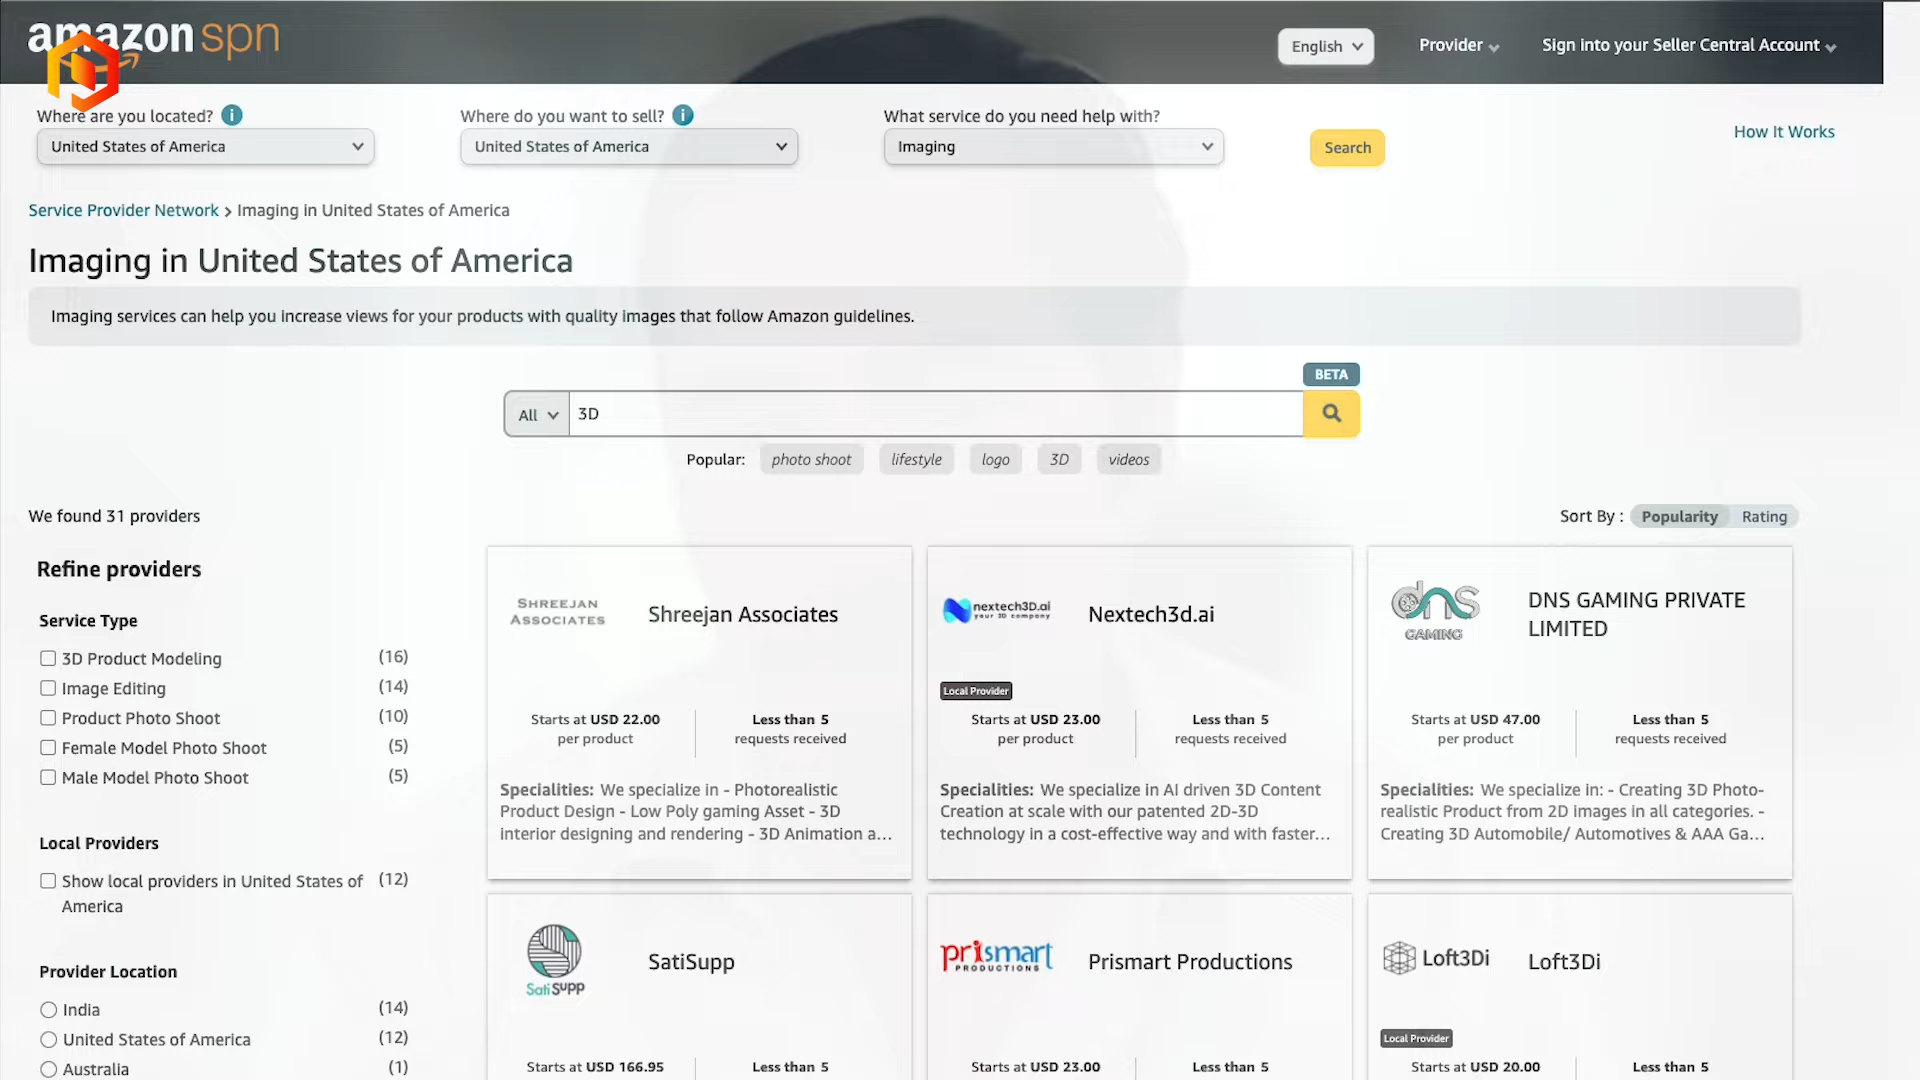 amazon spn
English
Provider
Sign into your Seller Central Account
Where are you located?
Where do you want to sell?
What service do you need help with?
United States of America
United States of America
Imaging
Search
How It Works
Service Provider Network > Imaging in United States of America
Imaging in United States of America
Imaging services can help you increase views for your products with quality images that follow Amazon guidelines.
BETA
All
3D
Popular: photo shoot lifestyle logo 3D videos
We found 31 providers
Sort By : Popularity Rating
Refine providers
Service Type
3D Product Modeling (16)
Image Editing (14)
Product Photo Shoot (10)
Female Model Photo Shoot (5)
Male Model Photo Shoot (5)
Local Providers
Show local providers in United States of (12)
America
Provider Location
India (14)
United States of America (12)
Australia (1)
SHREEJAN
ASSOCIATES
Shreejan Associates
Starts at USD 22.00
per product
Less than 5
requests received
Specialities: We specialize in - Photorealistic
Product Design - Low Poly gaming Asset - 3D
interior designing and rendering - 3D Animation a...
nextech3D.ai
your 3D company
Nextech3d.ai
Local Provider
Starts at USD 23.00
per product
Less than 5
requests received
Specialities: We specialize in AI driven 3D Content
Creation at scale with our patented 2D-3D
technology in a cost-effective way and with faster...
dns
GAMING
DNS GAMING PRIVATE
LIMITED
Starts at USD 47.00
per product
Less than 5
requests received
Specialities: We specialize in: - Creating 3D Photo-
realistic Product from 2D images in all categories. -
Creating 3D Automobile/ Automotives & AAA Ga...
Sati Supp
SatiSupp
Starts at USD 166.95
Less than 5
prismart
PRODUCTIONS
Prismart Productions
Starts at USD 23.00
Less than 5
Loft3Di
Loft3Di
Local Provider
Starts at USD 20.00
Less than 5